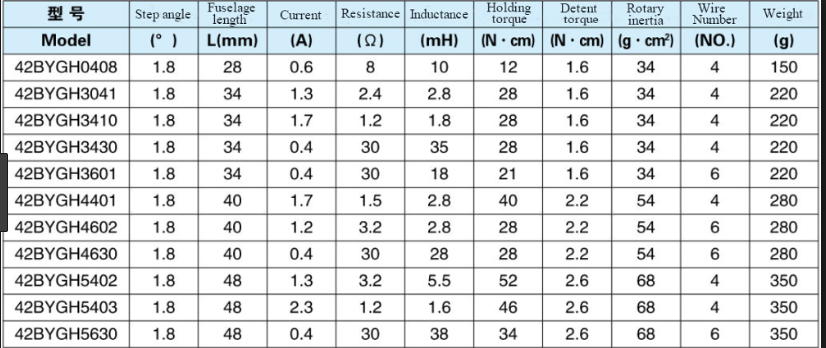 型 号 Step angle Fuselage length Current Resistance Inductance Holding torque Detent torque Rotary inertia Wire Number Weight
Model (° ) L(mm) (A) (Ω) (mH) (N · cm) (N · cm) (g · cm²) (NO.) (g)
42BYGH0408 1.8 28 0.6 8 10 12 1.6 34 4 150
42BYGH3041 1.8 34 1.3 2.4 2.8 28 1.6 34 4 220
42BYGH3410 1.8 34 1.7 1.2 1.8 28 1.6 34 4 220
42BYGH3430 1.8 34 0.4 30 35 28 1.6 34 4 220
42BYGH3601 1.8 34 0.4 30 18 21 1.6 34 6 220
42BYGH4401 1.8 40 1.7 1.5 2.8 40 2.2 54 4 280
42BYGH4602 1.8 40 1.2 3.2 2.8 28 2.2 54 6 280
42BYGH4630 1.8 40 0.4 30 28 28 2.2 54 6 280
42BYGH5402 1.8 48 1.3 3.2 5.5 52 2.6 68 4 350
42BYGH5403 1.8 48 2.3 1.2 1.6 46 2.6 68 4 350
42BYGH5630 1.8 48 0.4 30 38 34 2.6 68 6 350